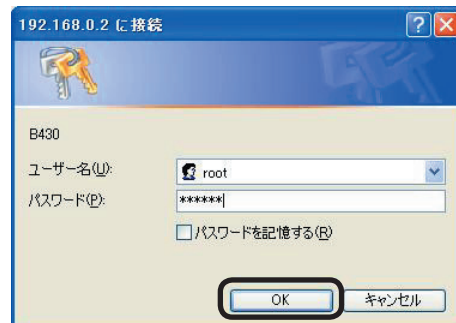 192.168.0.2 に接続
B430
ユーザー名(U):
root
パスワード(P):
******
パスワードを記憶する(R)
OK
キャンセル